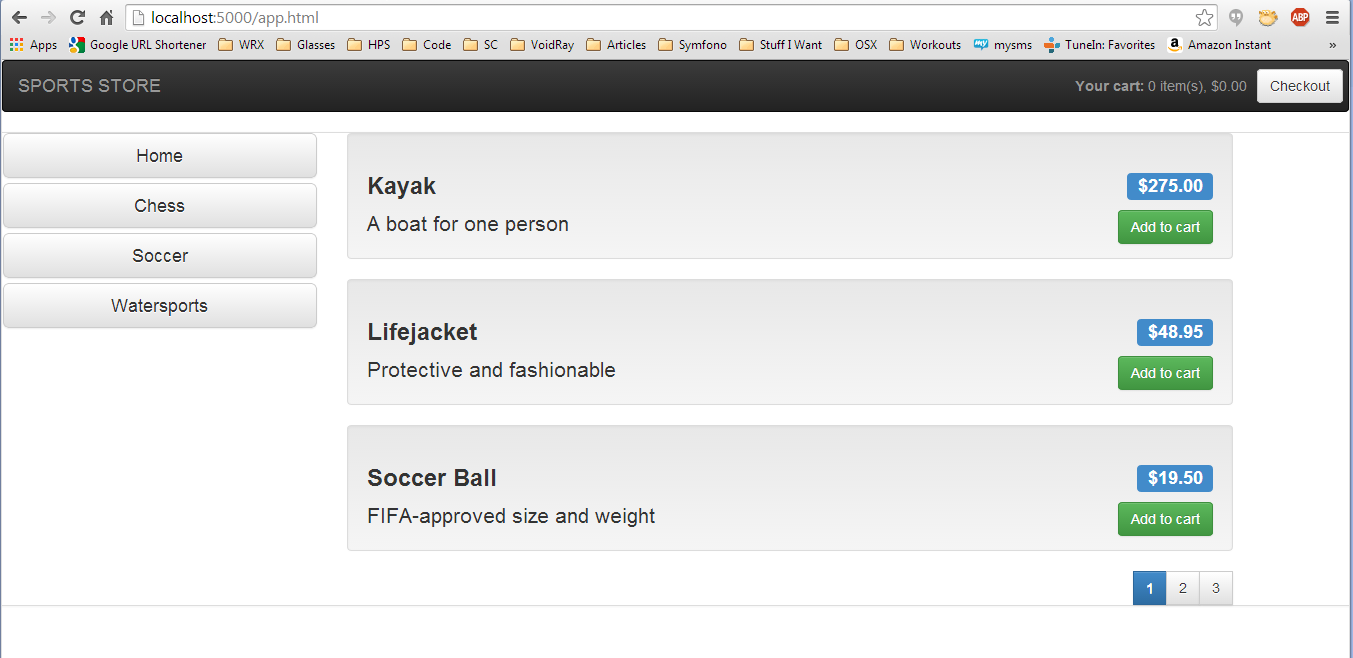 localhost:5000/app.html
Apps Google URL Shortener WRX Glasses HPS Code SC VoidRay Articles Symfono Stuff I Want OSX Workouts my mysms TuneIn: Favorites a Amazon Instant »
ABP
SPORTS STORE
Your cart: 0 item(s), $0.00 Checkout
Home
Chess
Soccer
Watersports
Kayak $275.00
A boat for one person Add to cart
Lifejacket $48.95
Protective and fashionable Add to cart
Soccer Ball $19.50
FIFA-approved size and weight Add to cart
1 2 3